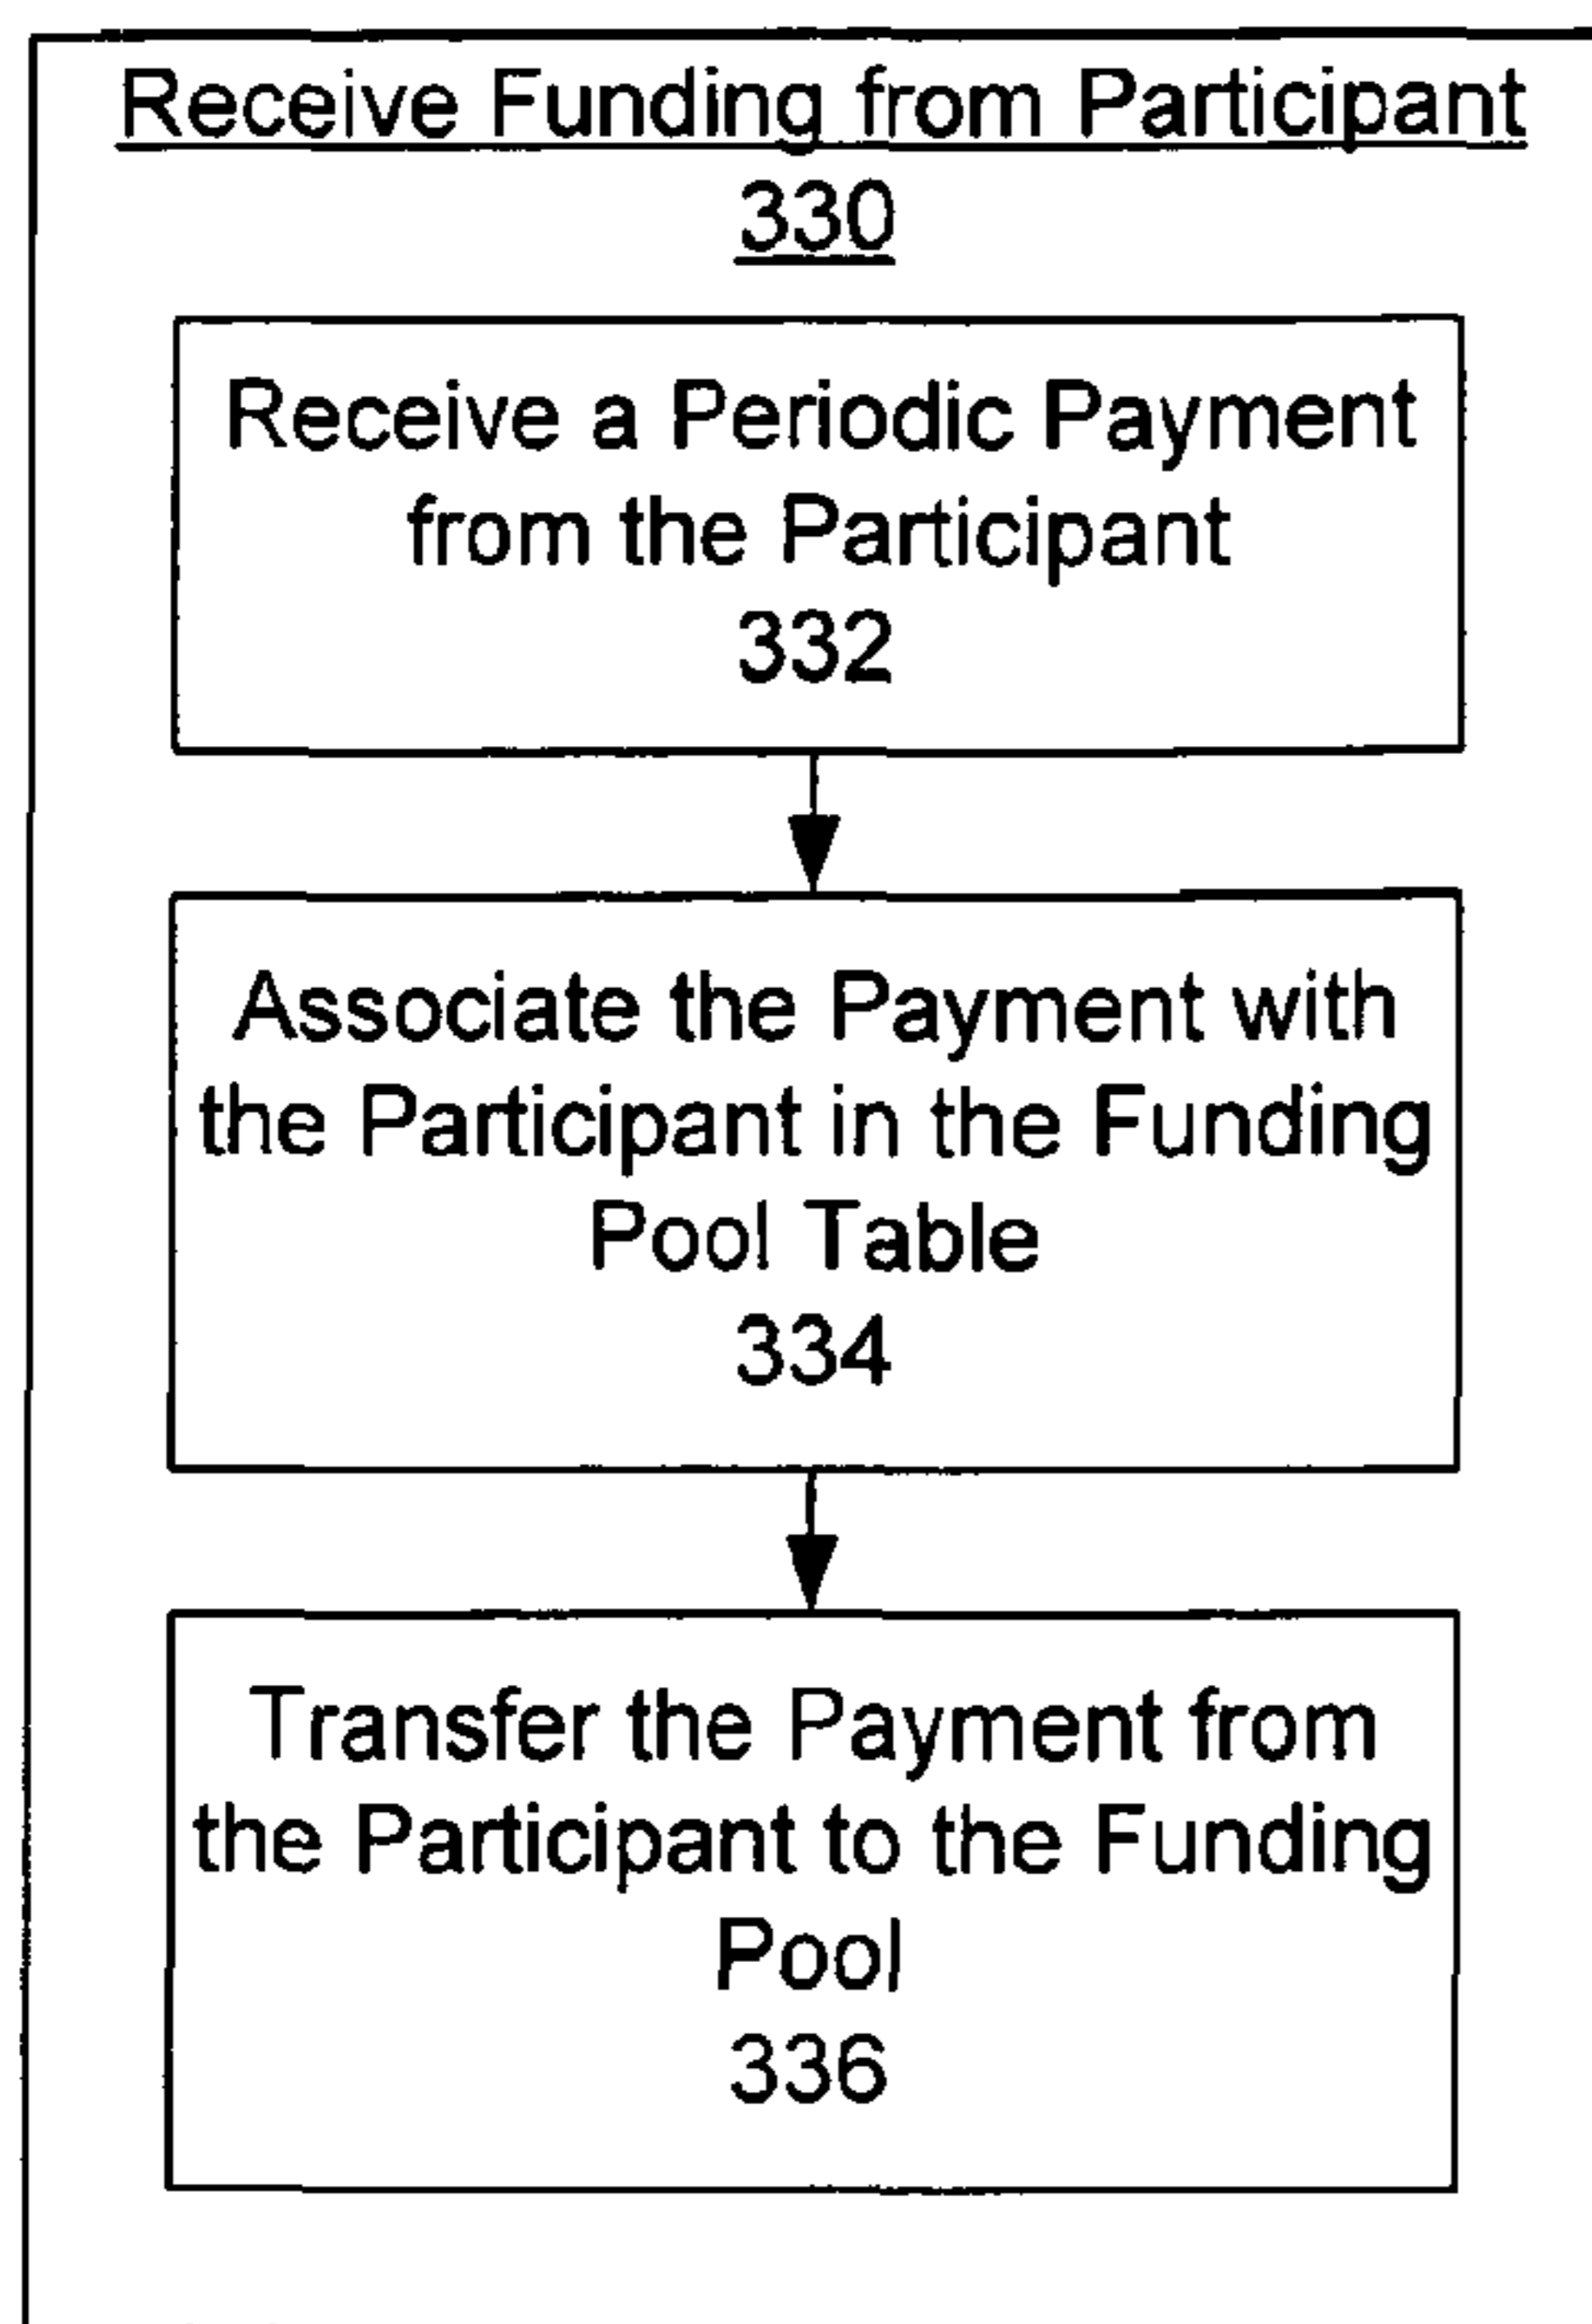 Receive Funding from Participant
330
Receive a Periodic Payment
from the Participant
332
Associate the Payment with
the Participant in the Funding
Pool Table
334
Transfer the Payment from
the Participant to the Funding
Pool
336